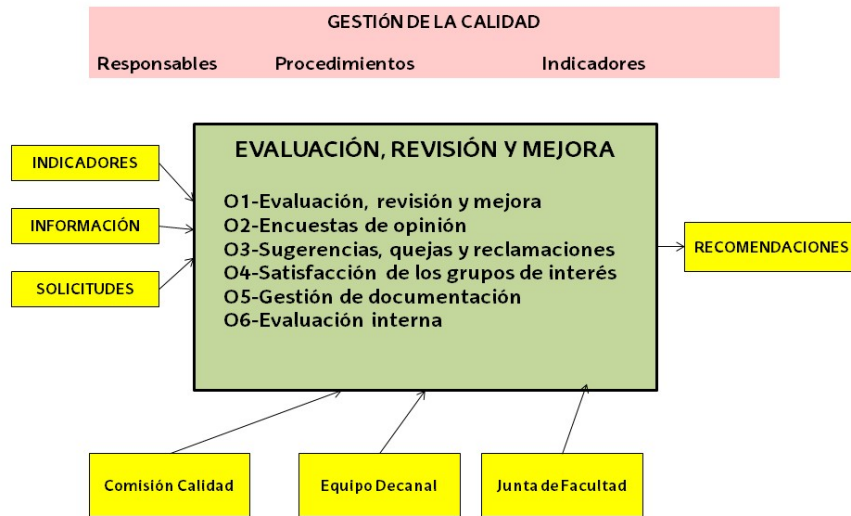 GESTIÓN DE LA CALIDAD
Responsables Procedimientos Indicadores
EVALUACIÓN, REVISIÓN Y MEJORA
INDICADORES
INFORMACIÓN
SOLICITUDES
O1-Evaluación, revisión y mejora
O2-Encuestas de opinión
O3-Sugerencias, quejas y reclamaciones
O4-Satisfacción de los grupos de interés
O5-Gestión de documentación
O6-Evaluación interna
RECOMENDACIONES
Comisión Calidad
Equipo Decanal
Junta de Facultad